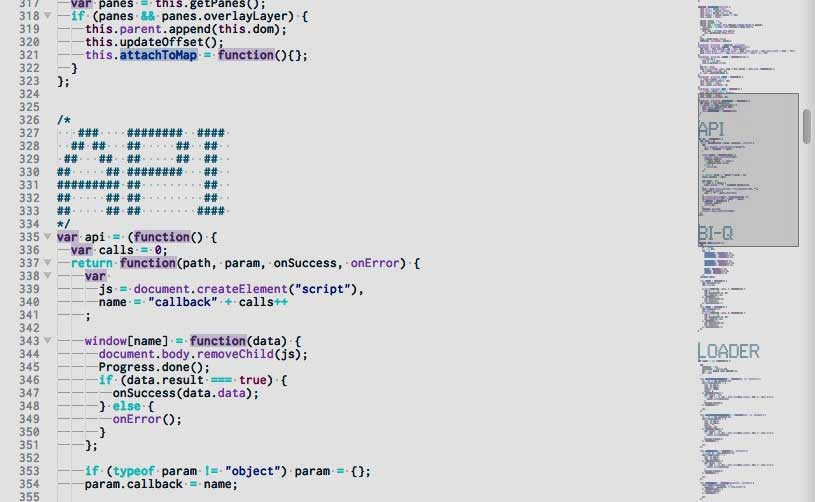 317 var panes = this.getPanes();
318 if (panes && panes.overlayLayer) {
319 this.parent.append(this.dom);
320 this.updateOffset();
321 this.attachToMap = function(){};
322 }
323 };
324
325
326 /*
327    ###    ########  ####
328   ## ##   ##     ##  ##
329  ##   ##  ##     ##  ##
330 ##     ## ########   ##
331 ######### ##         ##
332 ##     ## ##         ##
333 ##     ## ##        ####
334 */
335 var api = (function() {
336 var calls = 0;
337 return function(path, param, onSuccess, onError) {
338 var
339 js = document.createElement("script"),
340 name = "callback" + calls++
341 ;
342
343 window[name] = function(data) {
344 document.body.removeChild(js);
345 Progress.done();
346 if (data.result === true) {
347 onSuccess(data.data);
348 } else {
349 onError();
350 }
351 };
352
353 if (typeof param != "object") param = {};
354 param.callback = name;
355
API
BI-Q
LOADER